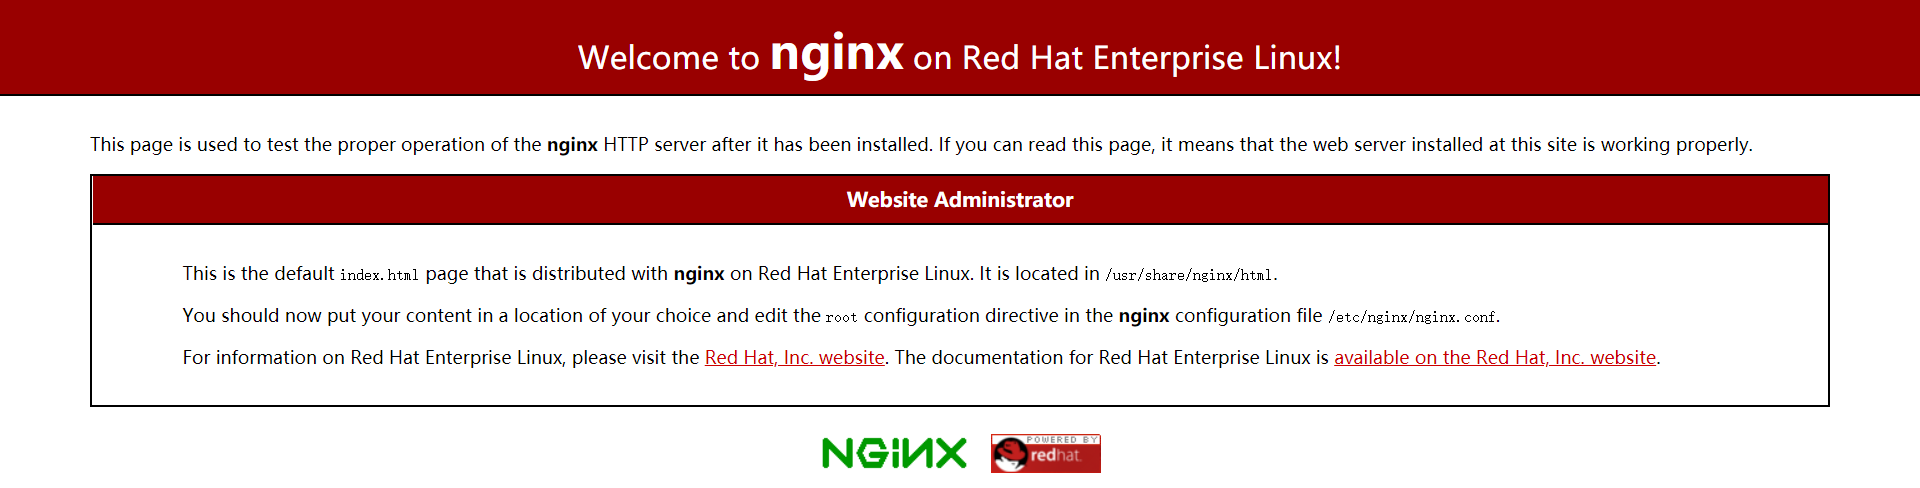 Welcome to nginx on Red Hat Enterprise Linux!
This page is used to test the proper operation of the nginx HTTP server after it has been installed. If you can read this page, it means that the web server installed at this site is working properly.
Website Administrator
This is the default index.html page that is distributed with nginx on Red Hat Enterprise Linux. It is located in /usr/share/nginx/html.
You should now put your content in a location of your choice and edit the root configuration directive in the nginx configuration file /etc/nginx/nginx.conf.
For information on Red Hat Enterprise Linux, please visit the Red Hat, Inc. website. The documentation for Red Hat Enterprise Linux is available on the Red Hat, Inc. website.
NGINX
POWERED BY
redhat.